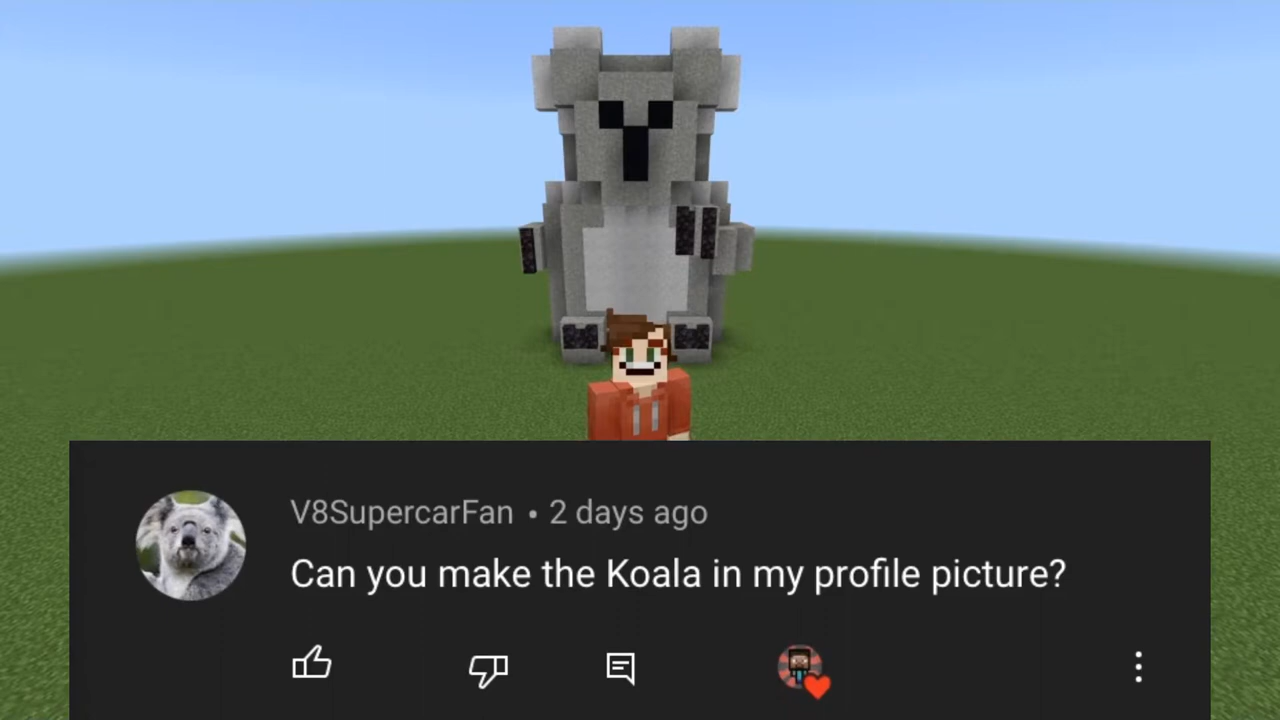 V8SupercarFan • 2 days ago
Can you make the Koala in my profile picture?